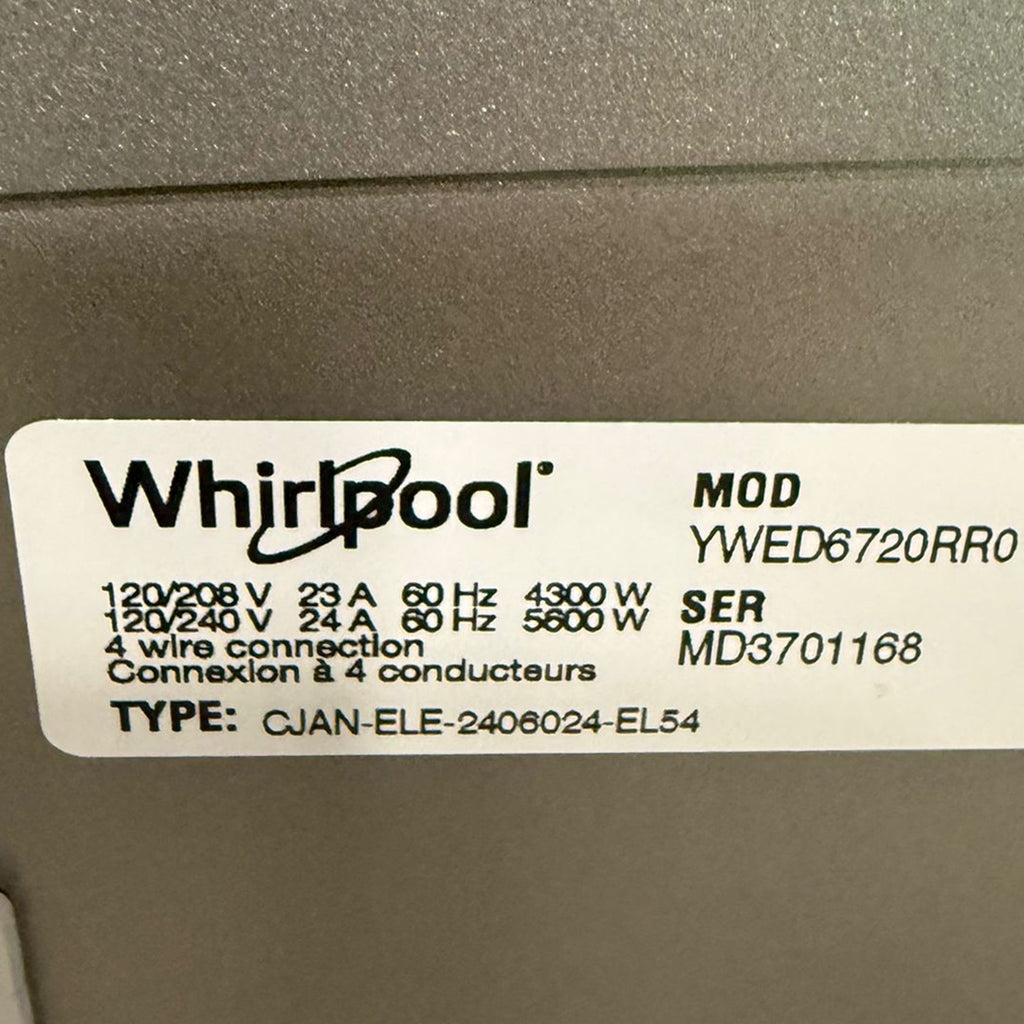 Whirlpool
MOD
YWED6720RR0
120/208 V 23 A 60 Hz 4300 W
120/240 V 24 A 60 Hz 5600 W
4 wire connection
Connexion à 4 conducteurs
SER
MD3701168
TYPE: CJAN-ELE-2406024-EL54